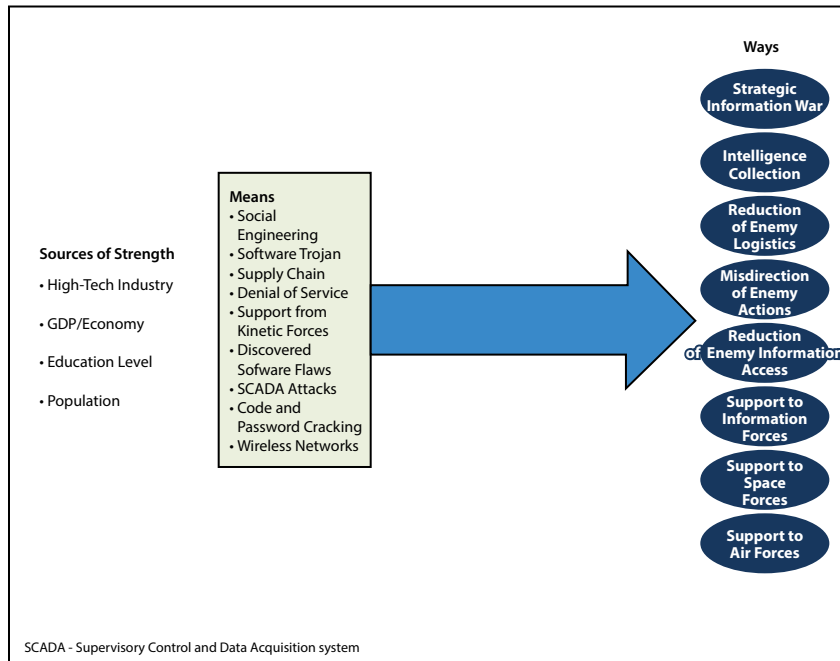 Sources of Strength
• High-Tech Industry
• GDP/Economy
• Education Level
• Population
Means
• Social
Engineering
• Software Trojan
• Supply Chain
• Denial of Service
• Support from
Kinetic Forces
• Discovered
Sofware Flaws
• SCADA Attacks
• Code and
Password Cracking
• Wireless Networks
Ways
Strategic
Information War
Intelligence
Collection
Reduction
of Enemy
Logistics
Misdirection
of Enemy
Actions
Reduction
of Enemy Information
Access
Support to
Information
Forces
Support to
Space
Forces
Support to
Air Forces
SCADA - Supervisory Control and Data Acquisition system